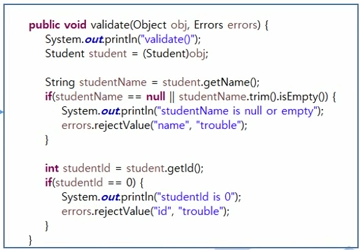 public void validate(Object obj, Errors errors) {
System.out.println("validate()");
Student student = (Student)obj;
String studentName = student.getName();
if(studentName == null || studentName.trim().isEmpty()) {
System.out.println("studentName is null or empty");
errors.rejectValue("name", "trouble");
}
int studentId = student.getId();
if(studentId == 0) {
System.out.println("studentId is 0");
errors.rejectValue("id", "trouble");
}
}